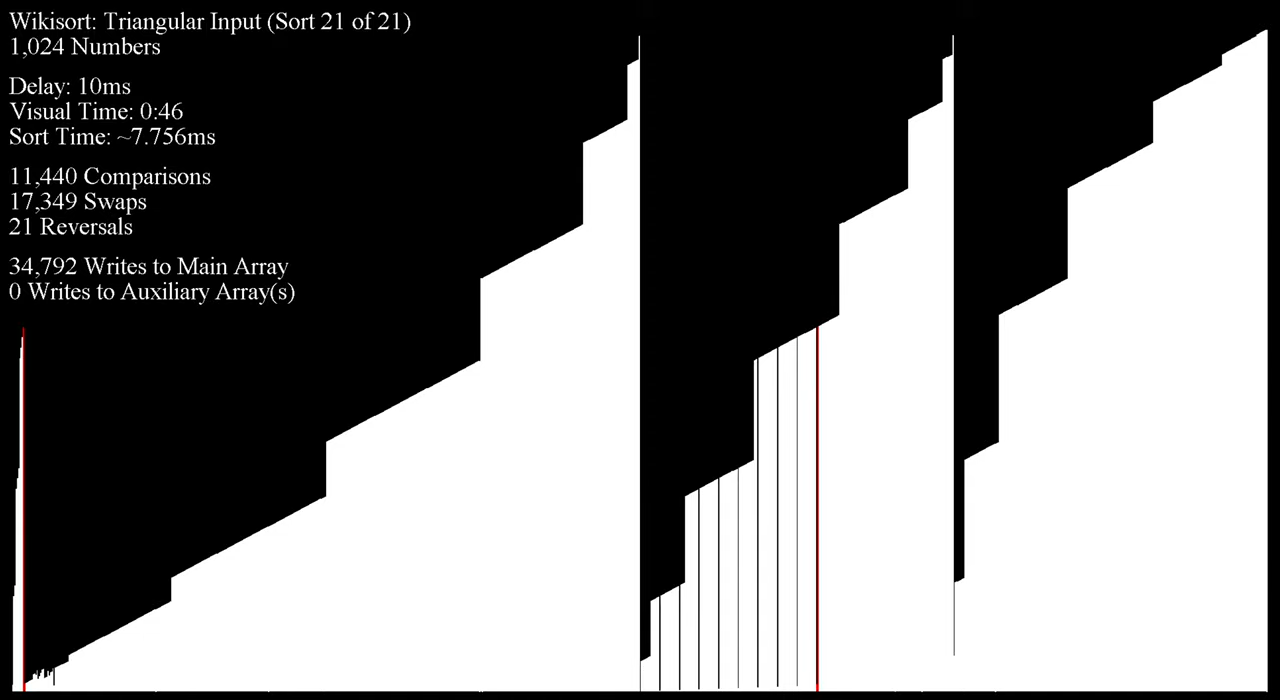 Wikisort: Triangular Input (Sort 21 of 21)
1,024 Numbers
Delay: 10ms
Visual Time: 0:46
Sort Time: ~7.756ms
11,440 Comparisons
17,349 Swaps
21 Reversals
34,792 Writes to Main Array
0 Writes to Auxiliary Array(s)